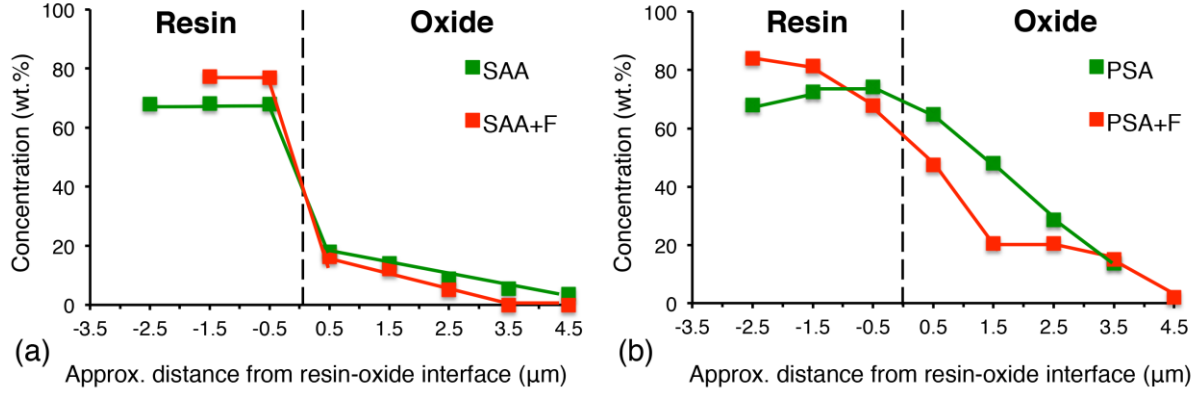 Resin Oxide
SAA
SAA+F
Concentration (wt.%)
100
80
60
40
20
0
-3.5 -2.5 -1.5 -0.5 0.5 1.5 2.5 3.5 4.5
(a)
Approx. distance from resin-oxide interface (μm)
Resin Oxide
PSA
PSA+F
Concentration (wt.%)
100
80
60
40
20
0
-3.5 -2.5 -1.5 -0.5 0.5 1.5 2.5 3.5 4.5
(b)
Approx. distance from resin-oxide interface (μm)